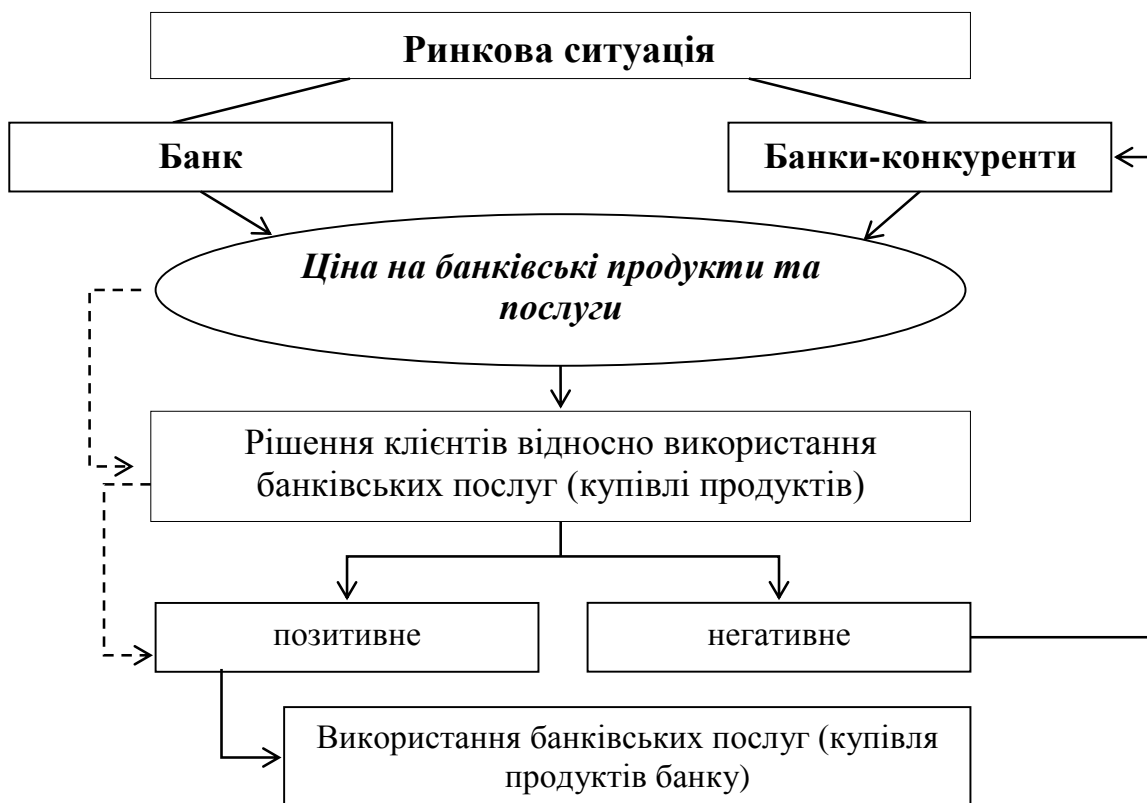 Ринкова ситуація
Банк
Банки-конкуренти
Ціна на банківські продукти та
послуги
Рішення клієнтів відносно використання
банківських послуг (купівлі продуктів)
позитивне
негативне
Використання банківських послуг (купівля
продуктів банку)